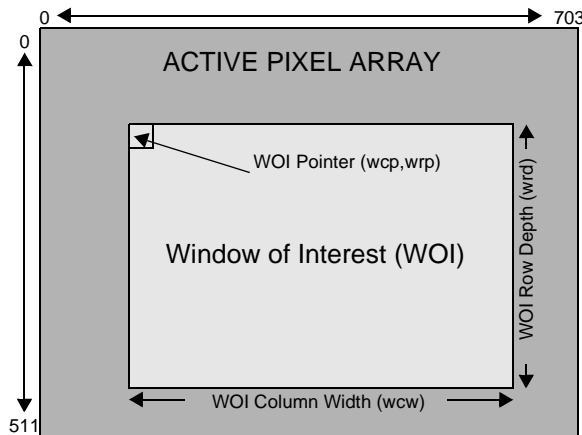 0
703
0
ACTIVE PIXEL ARRAY
WOI Pointer (wcp,wrp)
Window of Interest (WOI)
WOI Row Depth (wrd)
WOI Column Width (wcw)
511